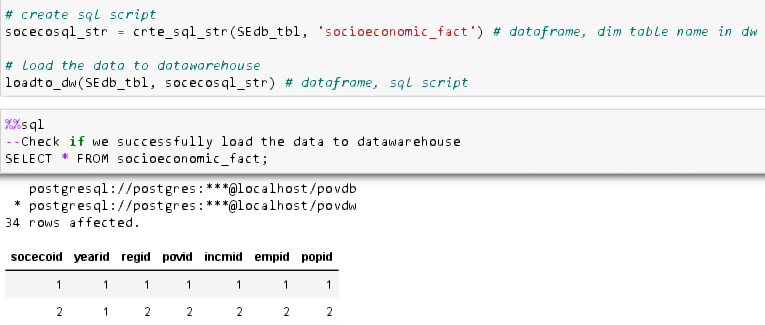 # create sql script
socecosql_str = crte_sql_str(SEdb_tbl, 'socioeconomic_fact') # dataframe, dim table name in dw
# load the data to datawarehouse
loadto_dw(SEdb_tbl, socecosql_str) # dataframe, sql script
%%sql
--Check if we successfully load the data to datawarehouse
SELECT * FROM socioeconomic_fact;
postgresql://postgres:***@localhost/povdb
* postgresql://postgres:***@localhost/povdw
34 rows affected.
socecoid yearid regid povid incmid empid popid
1 1 1 1 1 1 1
2 1 2 2 2 2 2